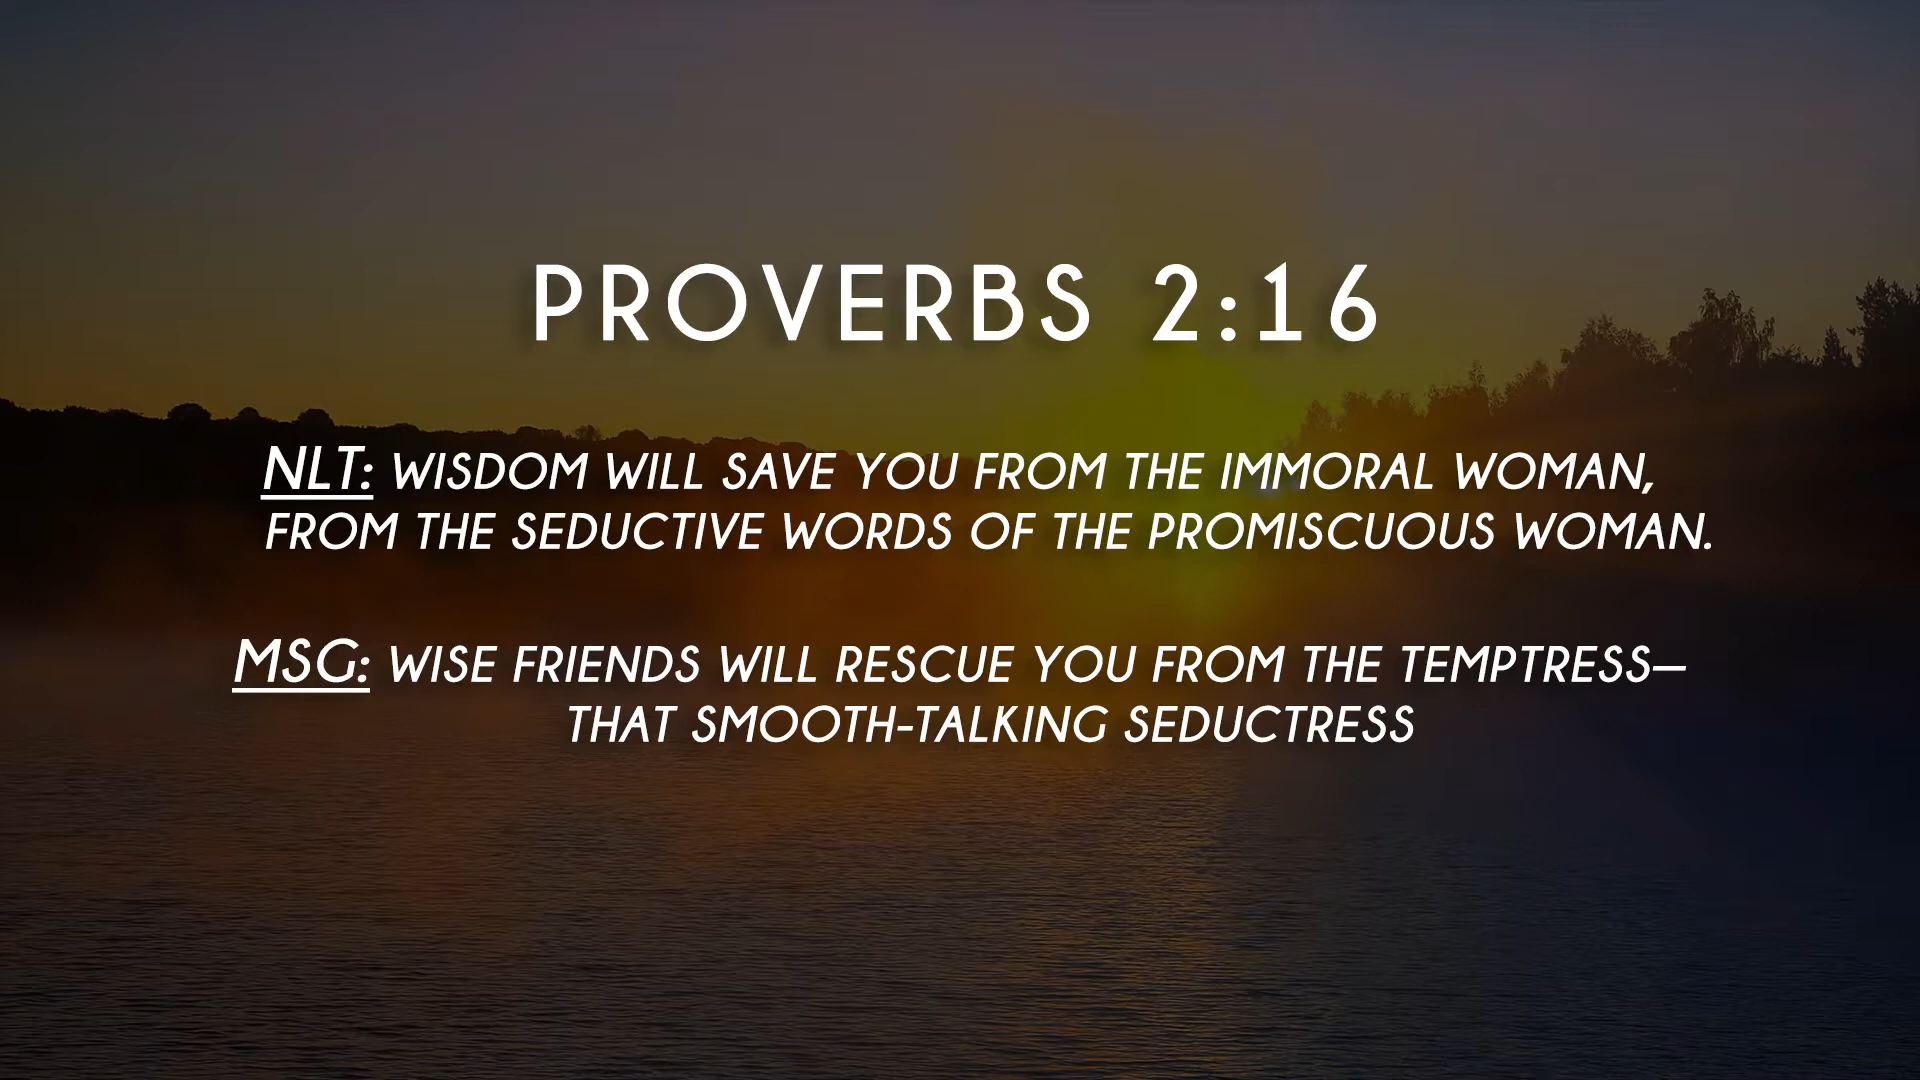 PROVERBS 2:16
NLT: WISDOM WILL SAVE YOU FROM THE IMMORAL WOMAN,
FROM THE SEDUCTIVE WORDS OF THE PROMISCUOUS WOMAN.
MSG: WISE FRIENDS WILL RESCUE YOU FROM THE TEMPTRESS—
THAT SMOOTH-TALKING SEDUCTRESS